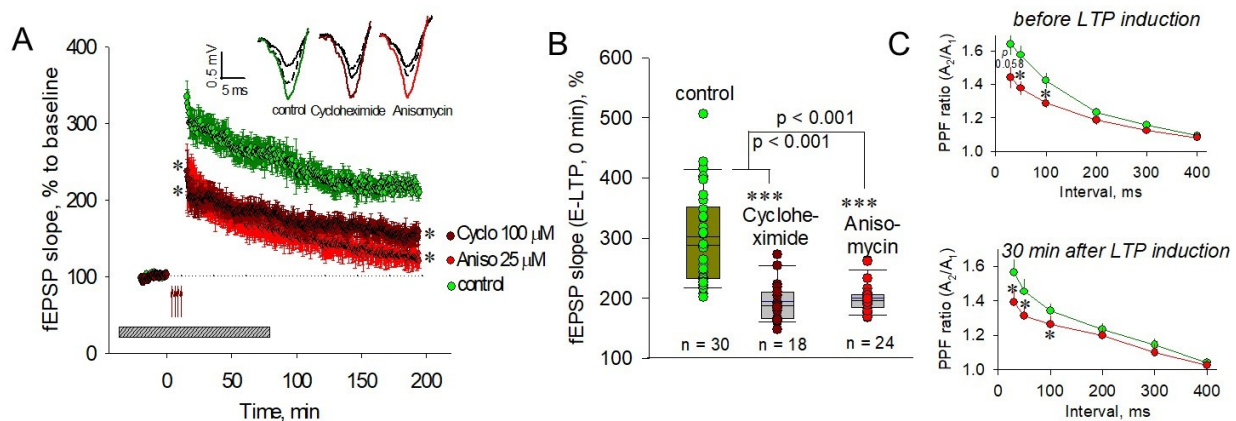 A
fEPSP slope, % to baseline
400
300
200
100
0
0
50
100
150
200
Time, min
0.5 mV
5 ms
control
Cycloheximide
Anisomycin
*
*
*
*
Cyclo 100 μM
Aniso 25 μM
control
B
fEPSP slope (E-LTP, 0 min), %
600
500
400
300
200
100
control
p < 0.001
p < 0.001
***
Cyclohe-
ximide
***
Aniso-
mycin
n = 30
n = 18
n = 24
C
before LTP induction
PPF ratio (A2/A1)
1.6
1.4
1.2
1.0
p
0.058
*
*
0
100
200
300
400
Interval, ms
30 min after LTP induction
PPF ratio (A2/A1)
1.6
1.4
1.2
1.0
*
*
*
0
100
200
300
400
Interval, ms